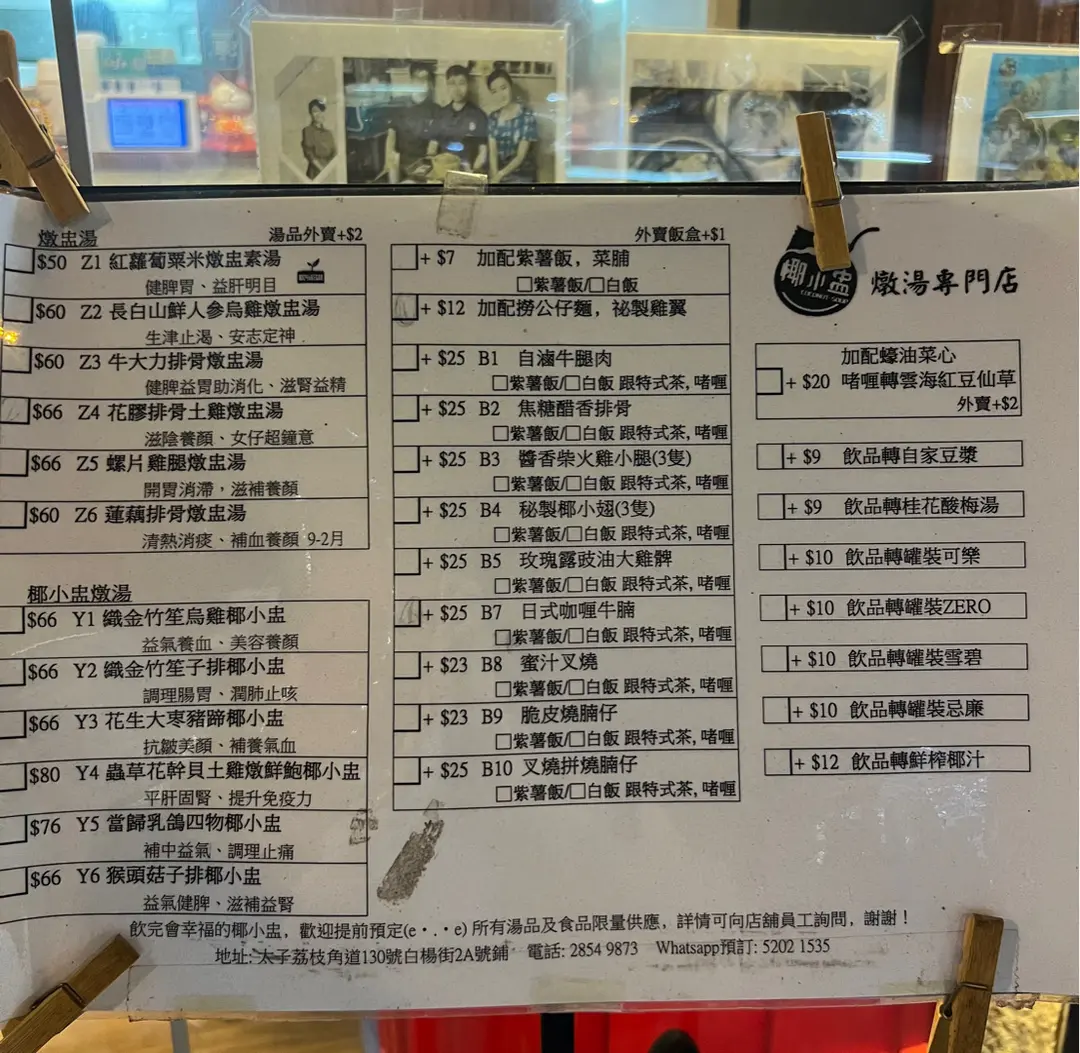 燉盅湯 湯品外賣+$2
$50 Z1 紅蘿蔔粟米燉盅素湯
健脾胃、益肝明目
$60 Z2 長白山鮮人參烏雞燉盅湯
生津止渴、安志定神
$60 Z3 牛大力排骨燉盅湯
健脾益胃助消化、滋腎益精
$66 Z4 花膠排骨土雞燉盅湯
滋陰養顏、女仔超鐘意
$66 Z5 螺片雞腿燉盅湯
開胃消滯，滋補養顏
$60 Z6 蓮藕排骨燉盅湯
清熱消痰、補血養顏 9-2月
椰小盅燉湯
$66 Y1 織金竹笙烏雞椰小盅
益氣養血、美容養顏
$66 Y2 織金竹笙子排椰小盅
調理腸胃、潤肺止咳
$66 Y3 花生大枣豬蹄椰小盅
抗皺美顏、補養氣血
$80 Y4 蟲草花幹貝土雞燉鮮鮑椰小盅
平肝固腎、提升免疫力
$76 Y5 當歸乳鴿四物椰小盅
補中益氣、調理止痛
$66 Y6 猴頭菇子排椰小盅
益氣健脾、滋補益腎
外賣飯盒+$1
+ $7 加配紫薯飯，菜脯
☐紫薯飯/☐白飯
+ $12 加配撈公仔麵，祕製雞翼
+ $25 B1 自滷牛腿肉
☐紫薯飯/☐白飯 跟特式茶, 啫喱
+ $25 B2 焦糖醋香排骨
☐紫薯飯/☐白飯 跟特式茶, 啫喱
+ $25 B3 醬香柴火雞小腿(3隻)
☐紫薯飯/☐白飯 跟特式茶, 啫喱
+ $25 B4 秘製椰小翅(3隻)
☐紫薯飯/☐白飯 跟特式茶, 啫喱
+ $25 B5 玫瑰露豉油大雞髀
☐紫薯飯/☐白飯 跟特式茶, 啫喱
+ $25 B7 日式咖喱牛腩
☐紫薯飯/☐白飯 跟特式茶, 啫喱
+ $23 B8 蜜汁叉燒
☐紫薯飯/☐白飯 跟特式茶, 啫喱
+ $23 B9 脆皮燒腩仔
☐紫薯飯/☐白飯 跟特式茶, 啫喱
+ $25 B10 叉燒拼燒腩仔
☐紫薯飯/☐白飯 跟特式茶, 啫喱
椰小盅
COCONUT SOUP
燉湯專門店
加配蠔油菜心
+ $20 啫喱轉雲海紅豆仙草
外賣+$2
+ $9 飲品轉自家豆漿
+ $9 飲品轉桂花酸梅湯
+ $10 飲品轉罐裝可樂
+ $10 飲品轉罐裝ZERO
+ $10 飲品轉罐裝雪碧
+ $10 飲品轉罐裝忌廉
+ $12 飲品轉鮮榨椰汁
飲完會幸福的椰小盅，歡迎提前預定(e・.・e) 所有湯品及食品限量供應，詳情可向店舖員工詢問，謝謝！
地址: 太子荔枝角道130號白楊街2A號鋪 電話: 2854 9873 Whatsapp預訂: 5202 1535